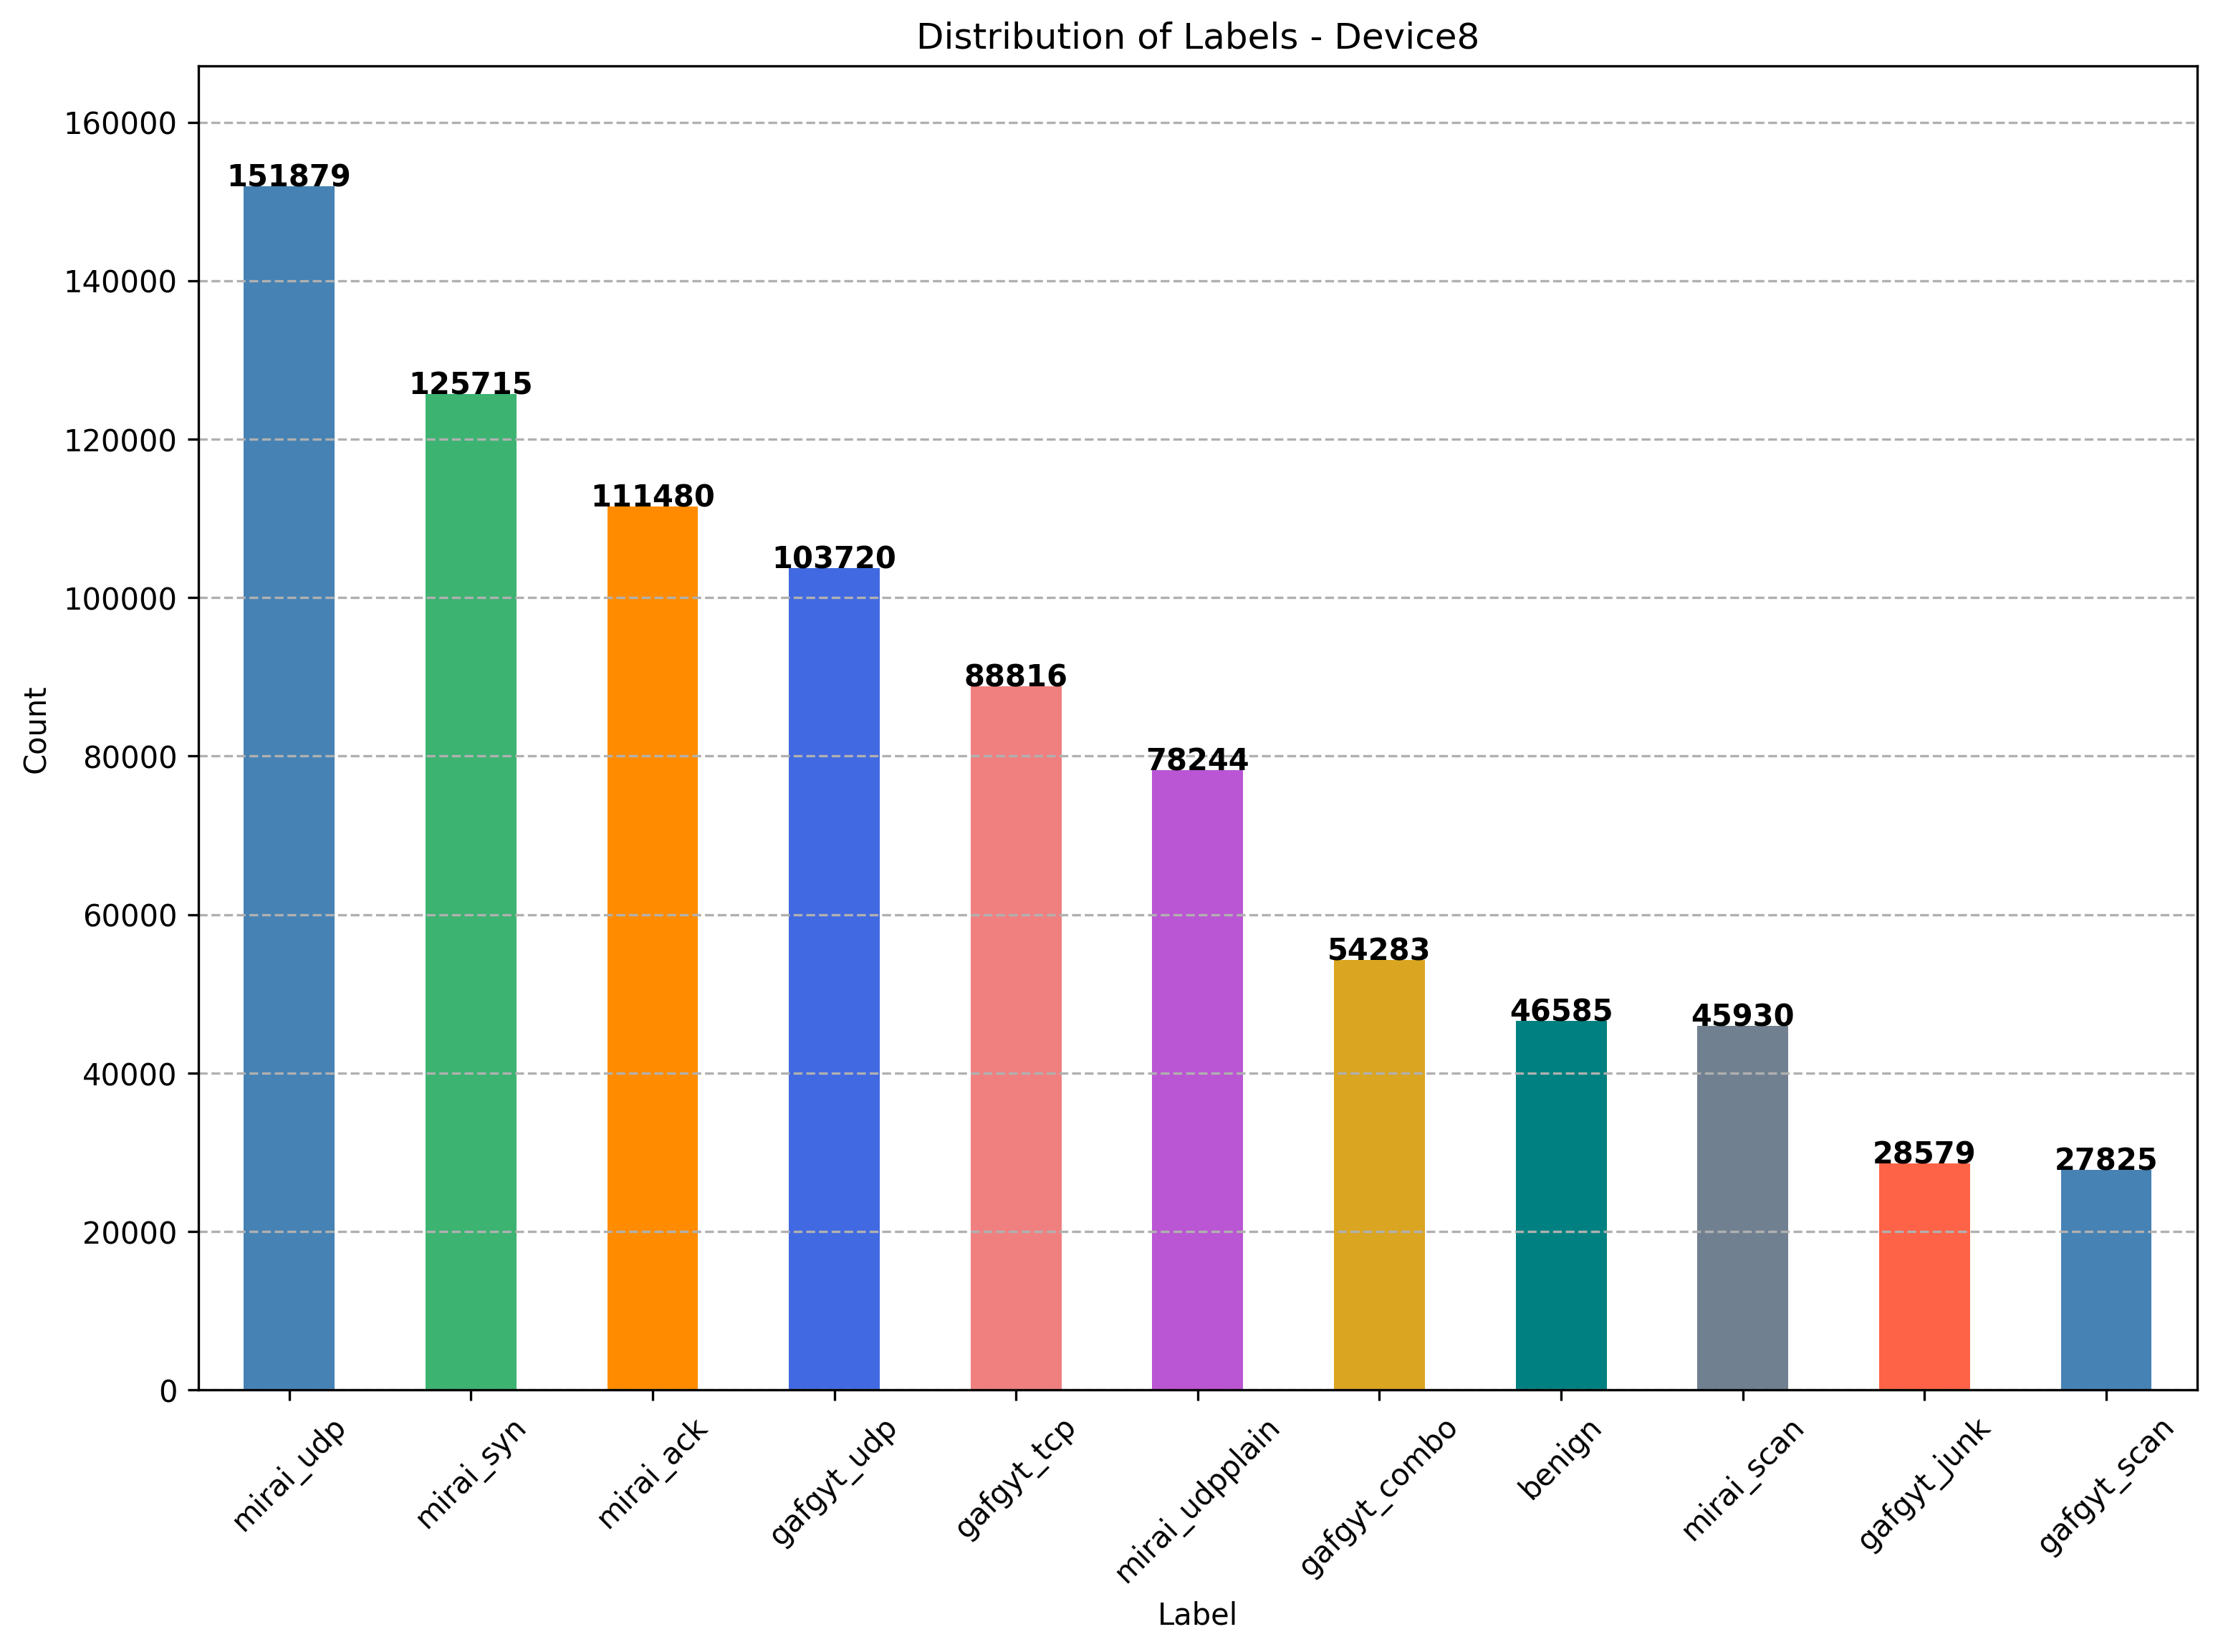 Distribution of Labels - Device8
160000
140000
120000
100000
80000
60000
40000
20000
0
Count
151879
125715
111480
103720
88816
78244
54283
46585
45930
28579
27825
mirai_udp
mirai_syn
mirai_ack
gafgyt_udp
gafgyt_tcp
mirai_udpplain
gafgyt_combo
benign
mirai_scan
gafgyt_junk
gafgyt_scan
Label